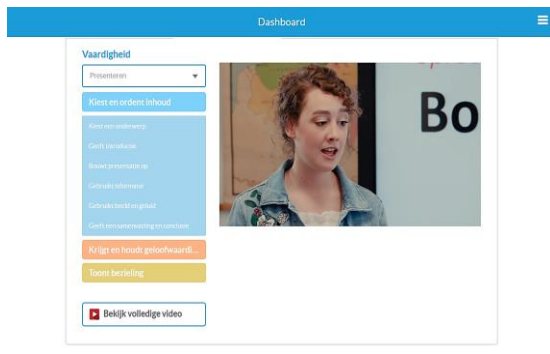 Dashboard
Vaardigheid
Presenteren
Kiest en ordent inhoud
Kiest een onderwerp
Geeft introductie
Bouwt presentatie op
Gebruikt informatie
Gebruikt beeld en geluid
Geeft een samenvatting en conclusie
Krijgt en houdt geloofwaardi...
Toont bezieling
Bekijk volledige video
Bo